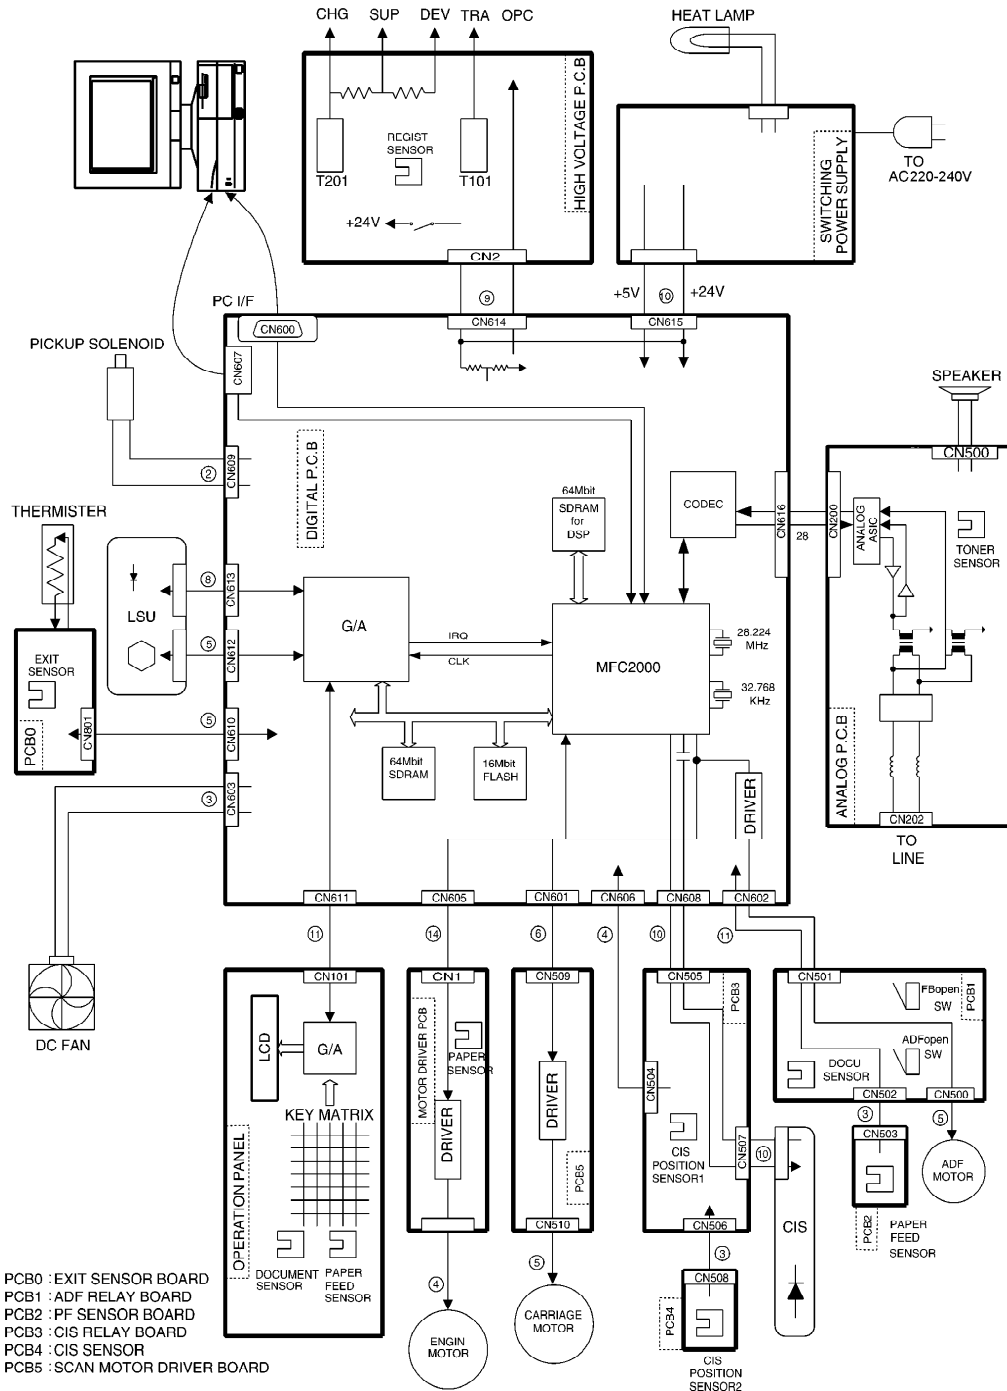 CHG SUP DEV TRA OPC
HEAT LAMP
HIGH VOLTAGE P.C.B
REGIST
SENSOR
T201
T101
+24V
CN2
SWITCHING
POWER SUPPLY
TO
AC220-240V
PC I/F
9
+5V
10
+24V
CN600
CN614
CN615
PICKUP SOLENOID
CN607
SPEAKER
CN500
DIGITAL P.C.B
2
CN609
64Mbit
SDRAM
for
DSP
CODEC
CN616
28
CN200
ANALOG
ASIC
TONER
SENSOR
THERMISTER
LSU
8
CN613
5
CN612
G/A
IRQ
CLK
MFC2000
28.224
MHz
32.768
KHz
EXIT
SENSOR
PCB0
CN801
5
CN610
64Mbit
SDRAM
16Mbit
FLASH
3
CN603
DRIVER
ANALOG P.C.B
CN202
TO
LINE
CN611
CN605
CN601
CN606
CN608
CN602
11
14
6
4
10
11
DC FAN
CN101
CN1
CN509
CN505
CN501
LCD
G/A
KEY MATRIX
OPERATION PANEL
DOCUMENT
SENSOR
PAPER
FEED
SENSOR
MOTOR DRIVER PCB
PAPER
SENSOR
DRIVER
DRIVER
PCB5
CN510
PCB3
CN504
CIS
POSITION
SENSOR1
CN507
10
CN506
FBopen
SW
PCB1
ADFopen
SW
DOCU
SENSOR
CN502
CN500
3
5
CN503
ADF
MOTOR
PCB2
PAPER
FEED
SENSOR
CIS
4
ENGIN
MOTOR
5
CARRIAGE
MOTOR
3
CN508
PCB4
CIS
POSITION
SENSOR2
PCB0 : EXIT SENSOR BOARD
PCB1 : ADF RELAY BOARD
PCB2 : PF SENSOR BOARD
PCB3 : CIS RELAY BOARD
PCB4 : CIS SENSOR
PCB5 : SCAN MOTOR DRIVER BOARD